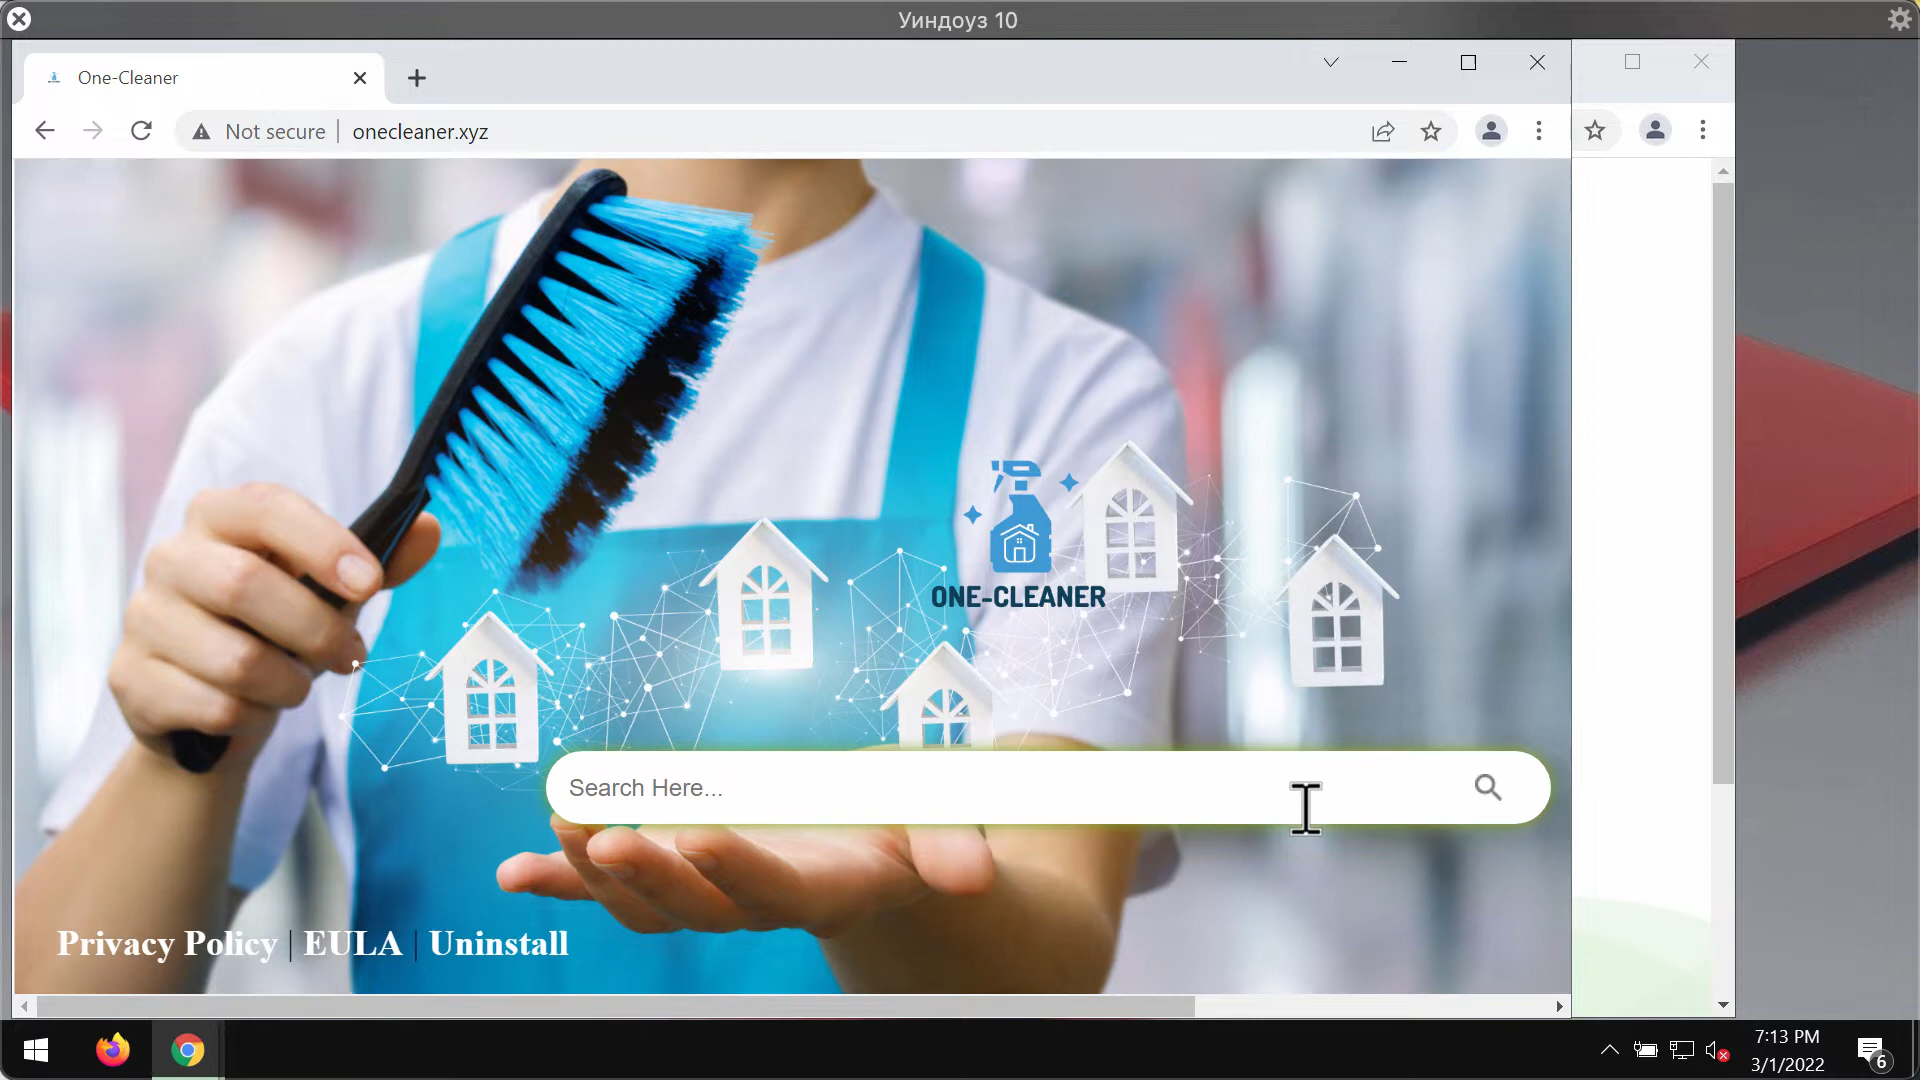 Уиндоуз 10
One-Cleaner
Not secure
onecleaner.xyz
ONE-CLEANER
Search Here...
Privacy Policy | EULA | Uninstall
7:13 PM
3/1/2022
6